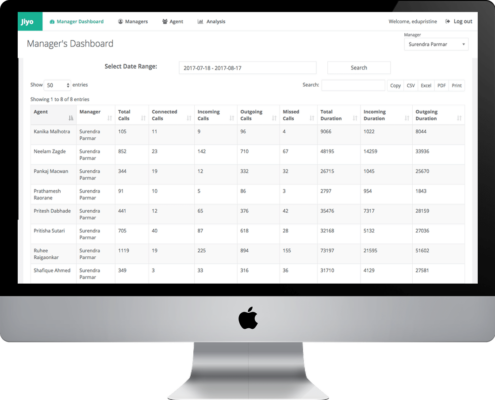 Jiyo Manager Dashboard Managers Agent Analysis Welcome, edupristine Log out
Manager's Dashboard
Manager:
Surendra Parmar
Select Date Range: 2017-07-18 - 2017-08-17 Search
Show 50 entries Search: Copy CSV Excel PDF Print
Showing 1 to 8 of 8 entries
Agent Manager Total Calls Connected Calls Incoming Calls Outgoing Calls Missed Calls Total Duration Incoming Duration Outgoing Duration
Kanika Malhotra Surendra Parmar 105 11 9 96 4 9066 1022 8044
Neelam Zagde Surendra Parmar 852 23 142 710 67 48195 14259 33936
Pankaj Macwan Surendra Parmar 344 19 12 332 32 26715 1045 25670
Prathamesh Raorane Surendra Parmar 91 10 5 86 3 2797 954 1843
Pritesh Dabhade Surendra Parmar 441 12 65 376 42 35476 7317 28159
Pritisha Sutari Surendra Parmar 705 40 87 618 28 32168 5132 27036
Ruhee Raigaonkar Surendra Parmar 1119 19 225 894 155 73197 21595 51602
Shafique Ahmed Surendra Parmar 349 3 33 316 36 31710 4129 27581